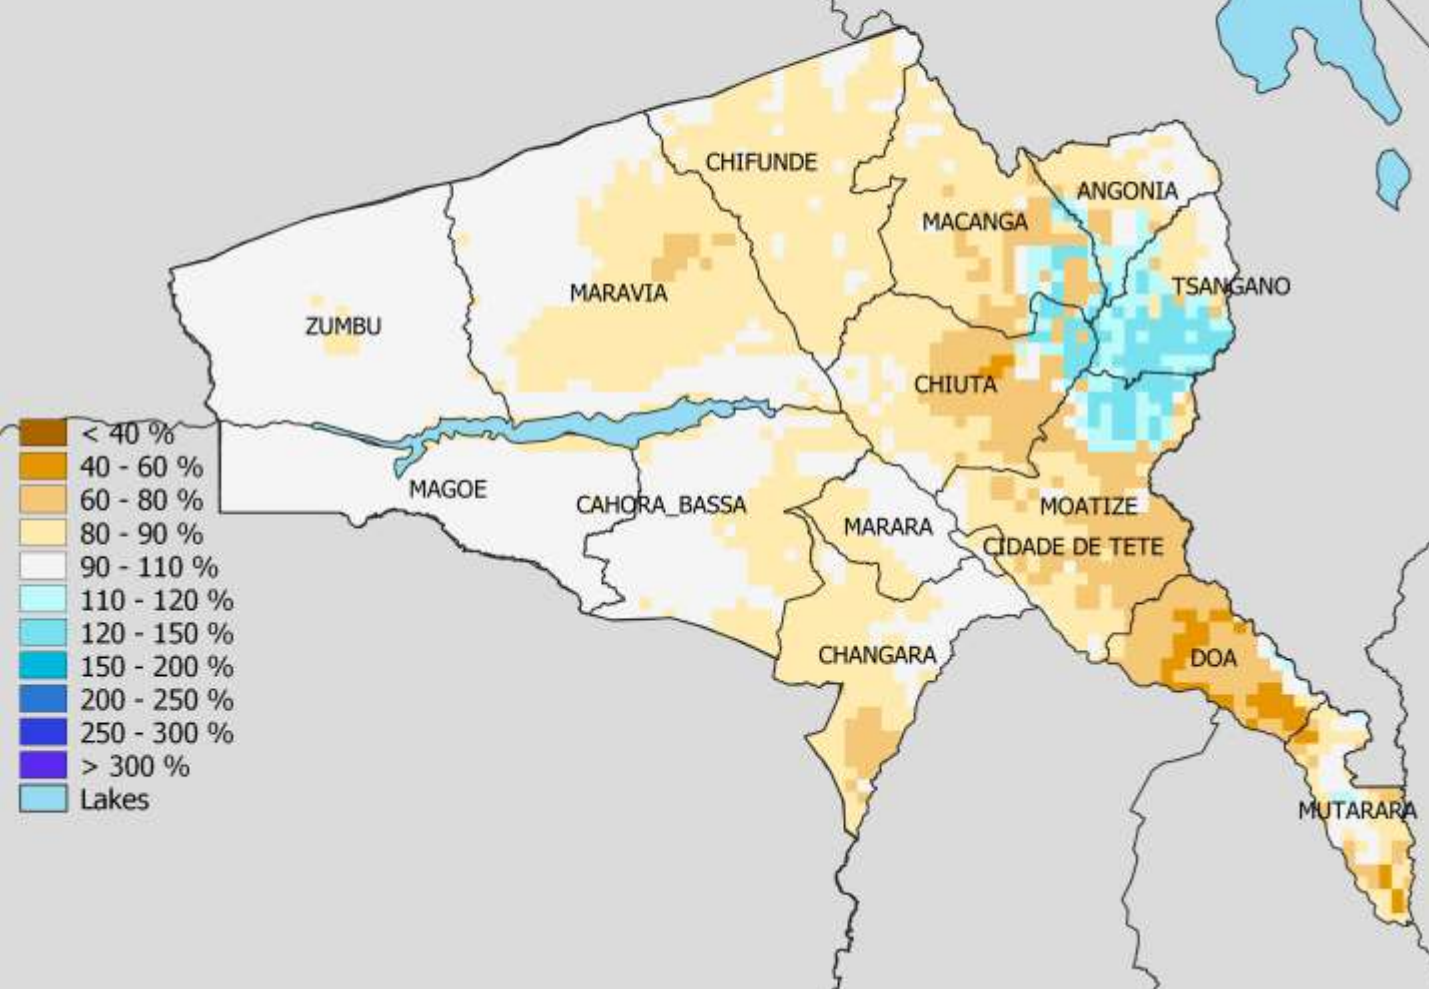 CHIFUNDE
ANGONIA
MACANGA
TSANGANO
MARAVIA
ZUMBU
CHIUTA
MAGOE
CAHORA_BASSA
MOATIZE
MARARA
CIDADE DE TETE
CHANGARA
DOA
MUTARARA
< 40 %
40 - 60 %
60 - 80 %
80 - 90 %
90 - 110 %
110 - 120 %
120 - 150 %
150 - 200 %
200 - 250 %
250 - 300 %
> 300 %
Lakes